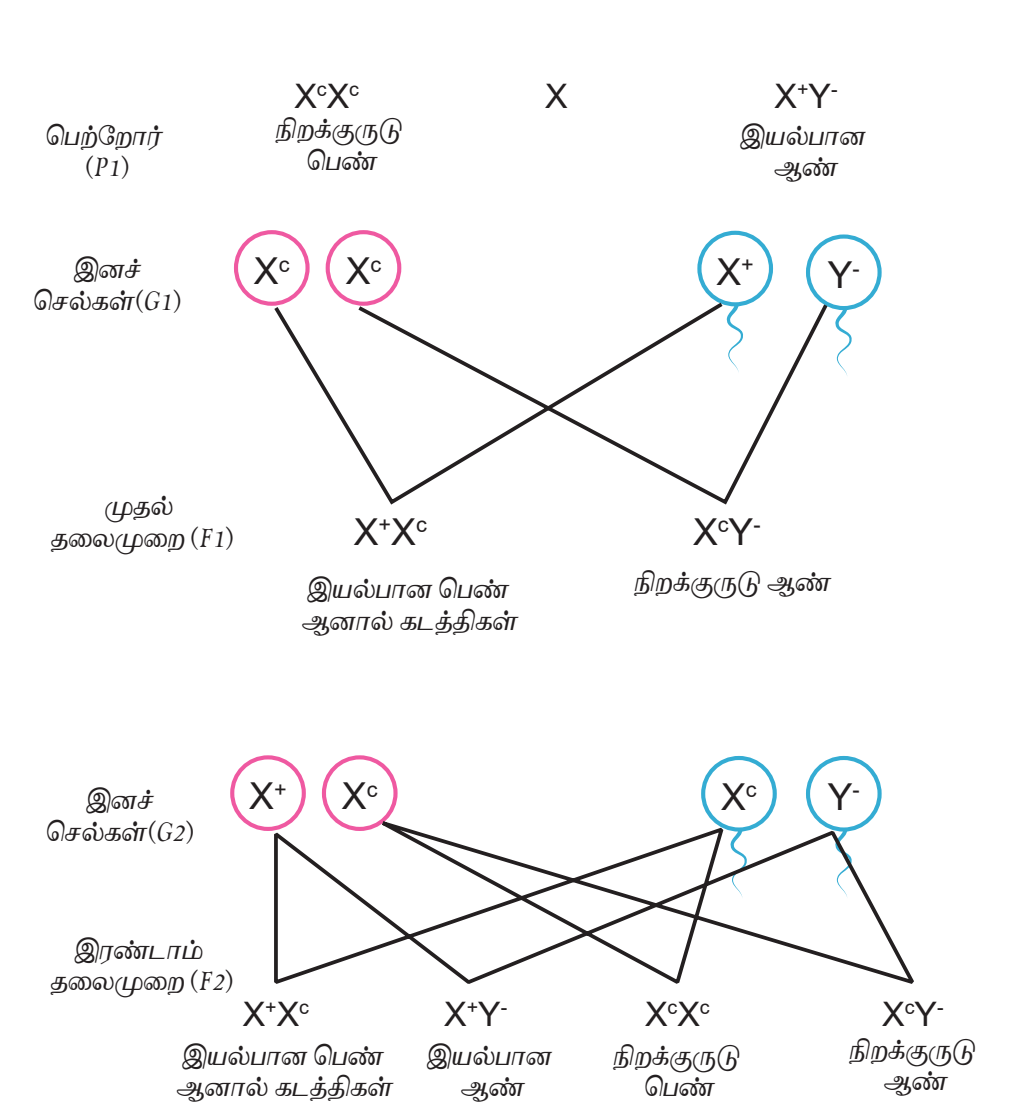 XᶜXᶜ X X⁺Y⁻
பெற்றோர்
(P1)
நிறக்குருடு
பெண்
இயல்பான
ஆண்
இனச்
செல்கள்(G1)
Xᶜ Xᶜ X⁺ Y⁻
முதல்
தலைமுறை (F1)
X⁺Xᶜ XᶜY⁻
இயல்பான பெண்
ஆனால் கடத்திகள்
நிறக்குருடு ஆண்
இனச்
செல்கள்(G2)
X⁺ Xᶜ Xᶜ Y⁻
இரண்டாம்
தலைமுறை (F2)
X⁺Xᶜ X⁺Y⁻ XᶜXᶜ XᶜY⁻
இயல்பான பெண்
ஆனால் கடத்திகள்
இயல்பான
ஆண்
நிறக்குருடு
பெண்
நிறக்குருடு
ஆண்